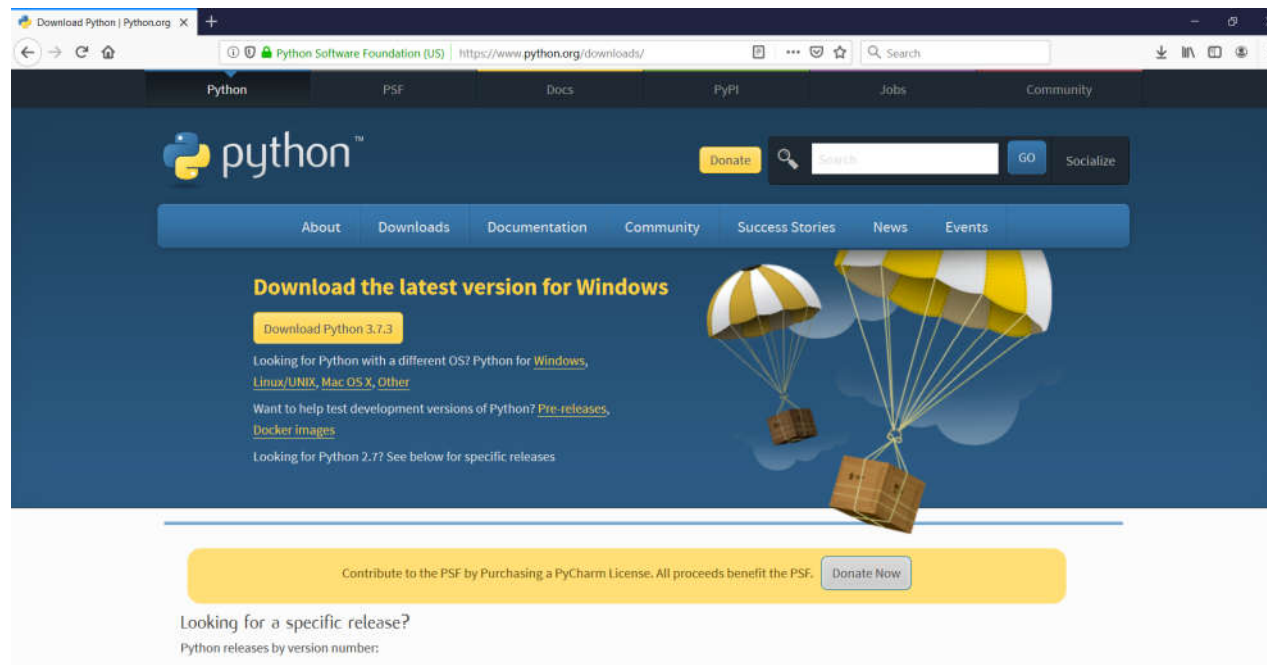 Download Python | Python.org
Python Software Foundation (US) https://www.python.org/downloads/ Search
Python PSF Docs PyPI Jobs Community
python™
Donate Search GO Socialize
About Downloads Documentation Community Success Stories News Events
Download the latest version for Windows
Download Python 3.7.3
Looking for Python with a different OS? Python for Windows,
Linux/UNIX, Mac OS X, Other
Want to help test development versions of Python? Pre-releases,
Docker images
Looking for Python 2.7? See below for specific releases
Contribute to the PSF by Purchasing a PyCharm License. All proceeds benefit the PSF. Donate Now
Looking for a specific release?
Python releases by version number: